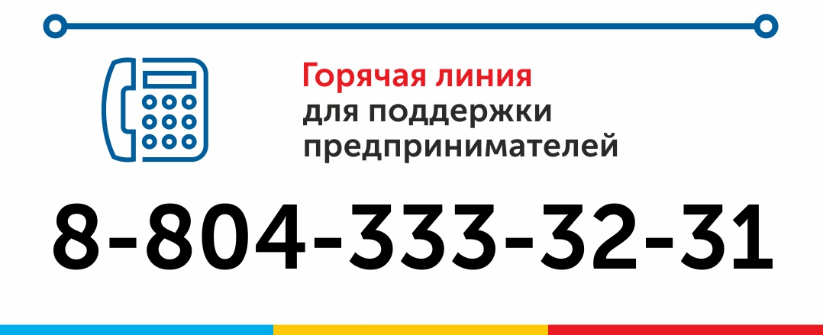 Горячая линия
для поддержки
предпринимателей
8-804-333-32-31